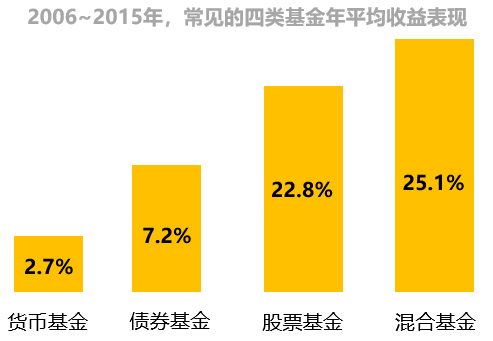 2006~2015年，常见的四类基金年平均收益表现
2.7%
7.2%
22.8%
25.1%
货币基金
债券基金
股票基金
混合基金